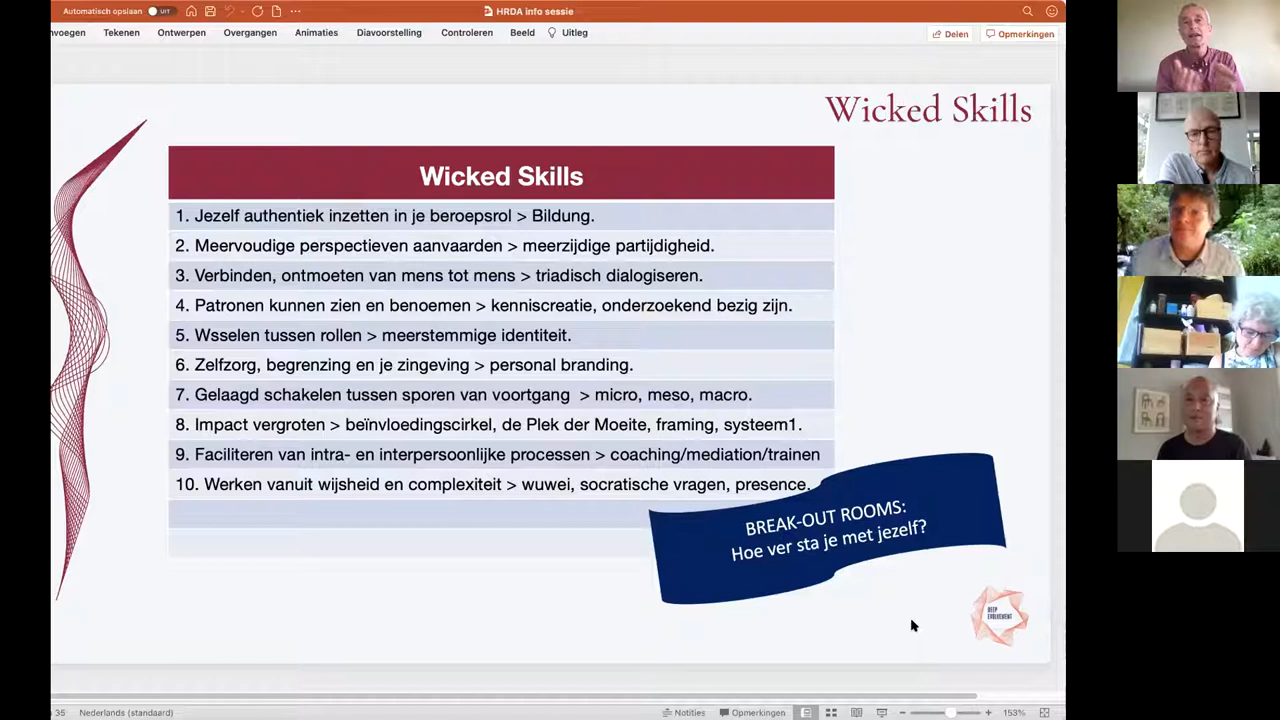 Automatisch opslaan UIT HRDA info sessie
nvoegen Tekenen Ontwerpen Overgangen Animaties Diavoorstelling Controleren Beeld Uitleg Delen Opmerkingen
Wicked Skills
Wicked Skills
1. Jezelf authentiek inzetten in je beroepsrol > Bildung.
2. Meervoudige perspectieven aanvaarden > meerzijdige partijdigheid.
3. Verbinden, ontmoeten van mens tot mens > triadisch dialogiseren.
4. Patronen kunnen zien en benoemen > kenniscreatie, onderzoekend bezig zijn.
5. Wsselen tussen rollen > meerstemmige identiteit.
6. Zelfzorg, begrenzing en je zingeving > personal branding.
7. Gelaagd schakelen tussen sporen van voortgang > micro, meso, macro.
8. Impact vergroten > beïnvloedingscirkel, de Plek der Moeite, framing, systeem1.
9. Faciliteren van intra- en interpersoonlijke processen > coaching/mediation/trainen
10. Werken vanuit wijsheid en complexiteit > wuwei, socratische vragen, presence.
BREAK-OUT ROOMS:
Hoe ver sta je met jezelf?
DEEP
EVOLVEMENT
35 Nederlands (standaard) Notities Opmerkingen 153%